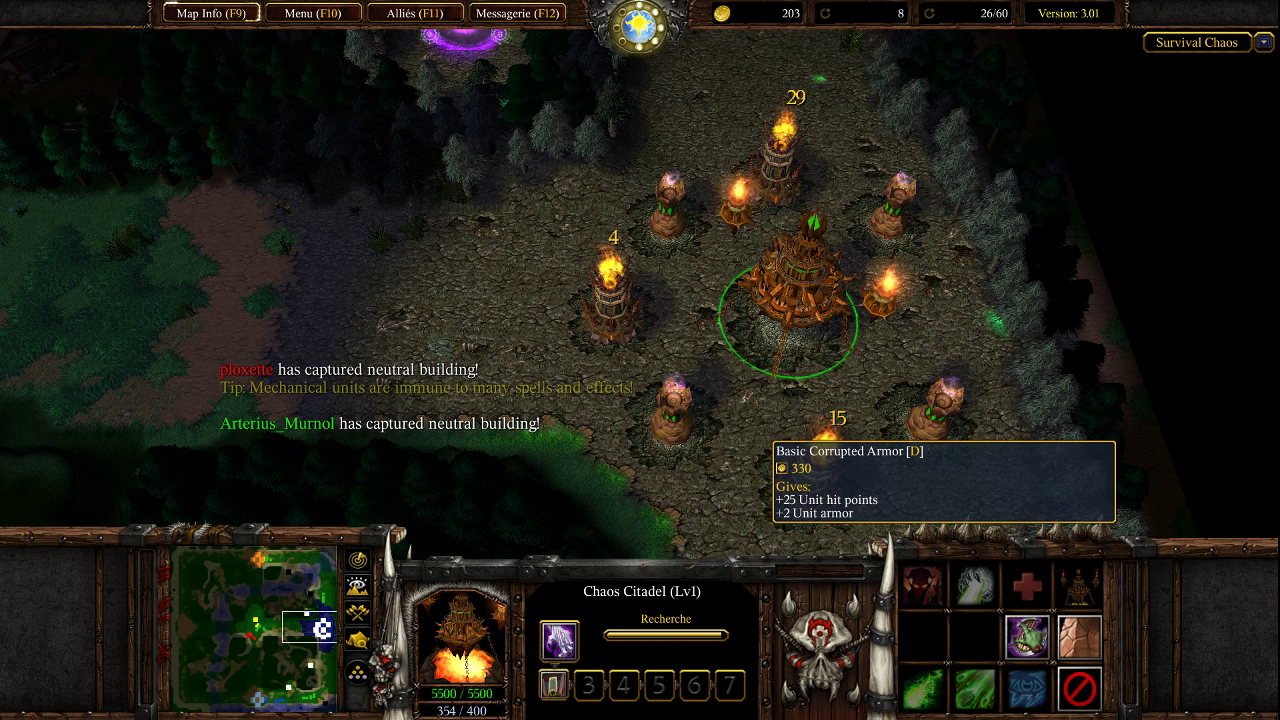 Map Info (F9) Menu (F10) Alliés (F11) Messagerie (F12) 203 8 26/60 Version: 3.01
Survival Chaos
29
4
ploxette has captured neutral building!
Tip: Mechanical units are immune to many spells and effects!
Arterius_Murnol has captured neutral building!
15
Basic Corrupted Armor [D]
330
Gives:
+25 Unit hit points
+2 Unit armor
Chaos Citadel (Lv1)
Recherche
3 4 5 6 7
5500 / 5500
354 / 400